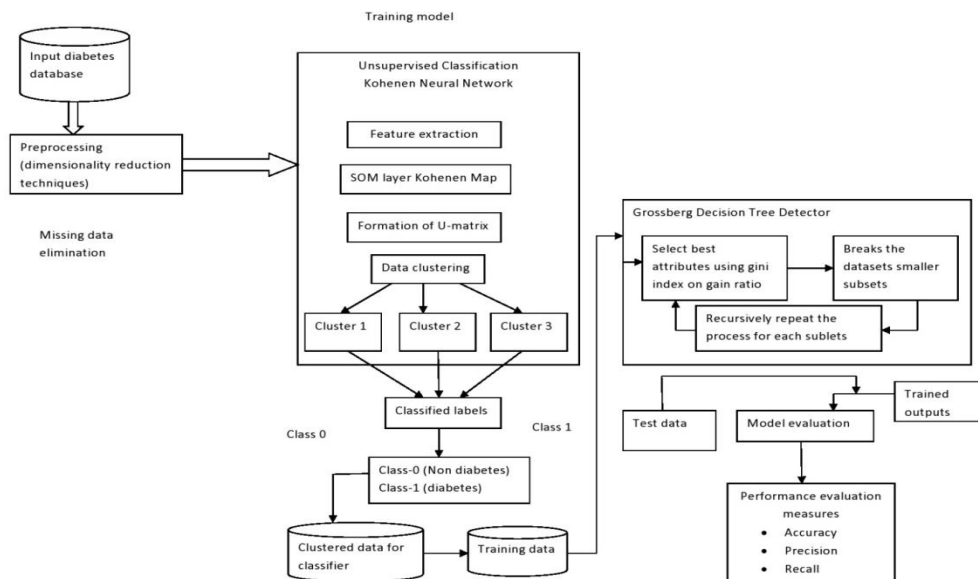 Training model
Input diabetes
database
Preprocessing
(dimensionality reduction
techniques)
Missing data
elimination
Unsupervised Classification
Kohenen Neural Network
Feature extraction
SOM layer Kohenen Map
Formation of U-matrix
Data clustering
Cluster 1
Cluster 2
Cluster 3
Classified labels
Class 0
Class 1
Class-0 (Non diabetes)
Class-1 (diabetes)
Clustered data for
classifier
Training data
Grossberg Decision Tree Detector
Select best
attributes using gini
index on gain ratio
Breaks the
datasets smaller
subsets
Recursively repeat the
process for each sublets
Test data
Model evaluation
Trained
outputs
Performance evaluation
measures
• Accuracy
• Precision
• Recall